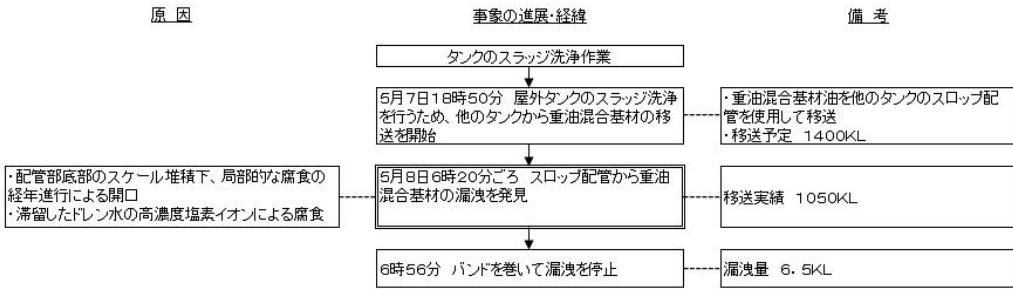 原 因
事象の進展・経緯
備 考
タンクのスラッジ洗浄作業
5月7日18時50分 屋外タンクのスラッジ洗浄
を行うため、他のタンクから重油混合基材の移
送を開始
・重油混合基材油を他のタンクのスロップ配
管を使用して移送
・移送予定 1400KL
・配管部底部のスケール堆積下、局部的な腐食の
経年進行による開口
・滞留したドレン水の高濃度塩素イオンによる腐食
5月8日6時20分ごろ スロップ配管から重油
混合基材の漏洩を発見
移送実績 1050KL
6時56分 バンドを巻いて漏洩を停止
漏洩量 6．5KL